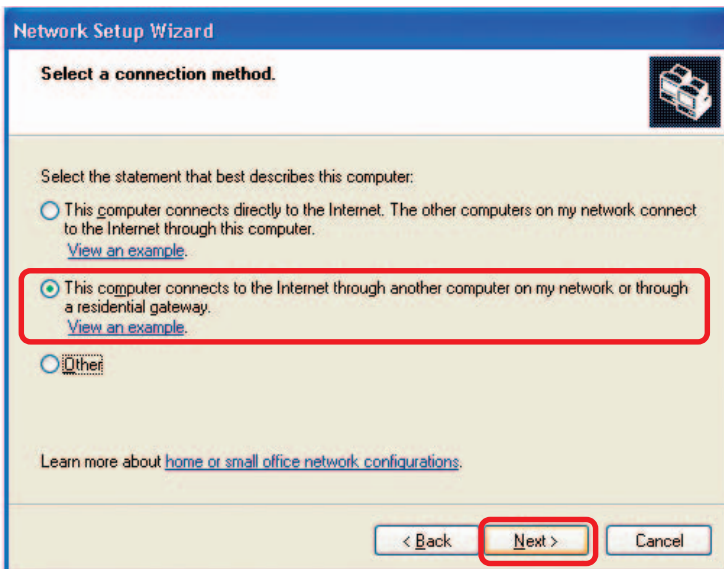 Network Setup Wizard
Select a connection method.
Select the statement that best describes this computer:
This computer connects directly to the Internet. The other computers on my network connect
to the Internet through this computer.
View an example.
This computer connects to the Internet through another computer on my network or through
a residential gateway.
View an example.
Other
Learn more about home or small office network configurations.
< Back Next > Cancel